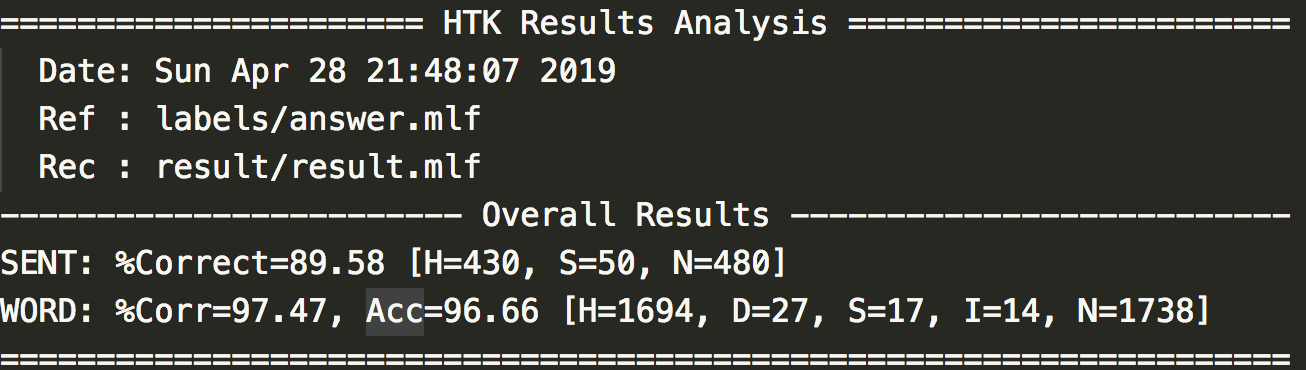 ======================= HTK Results Analysis =======================
  Date: Sun Apr 28 21:48:07 2019
  Ref : labels/answer.mlf
  Rec : result/result.mlf
------------------------ Overall Results --------------------------
SENT: %Correct=89.58 [H=430, S=50, N=480]
WORD: %Corr=97.47, Acc=96.66 [H=1694, D=27, S=17, I=14, N=1738]
===================================================================